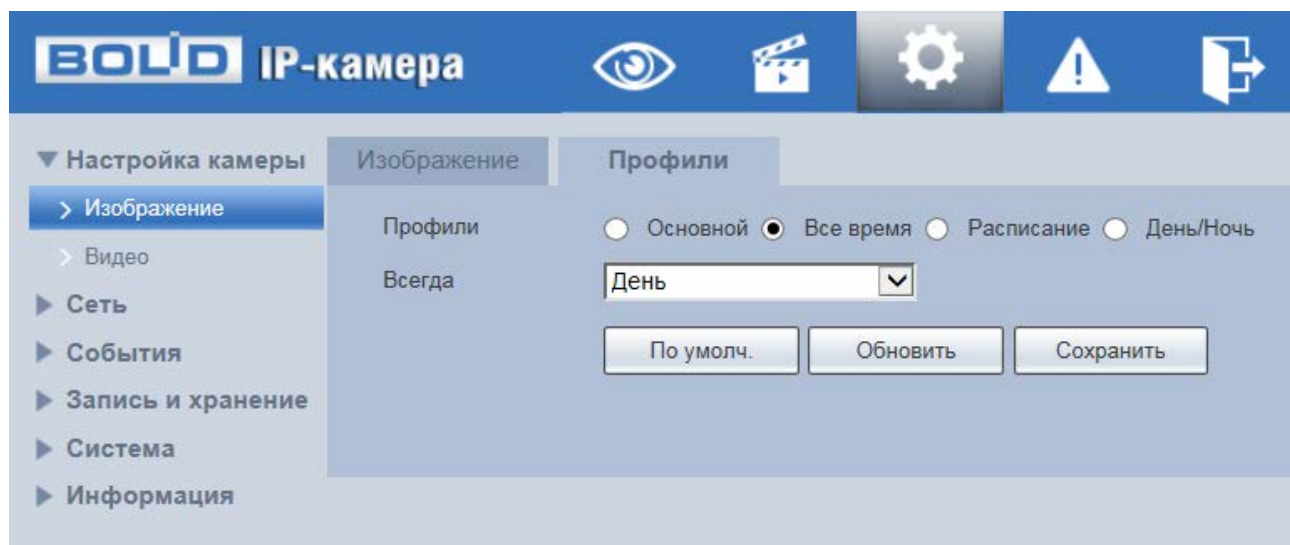 BOLID IP-камера
Настройка камеры
Изображение
Видео
Сеть
События
Запись и хранение
Система
Информация
Изображение Профили
Профили Основной Все время Расписание День/Ночь
Всегда День
По умолч. Обновить Сохранить